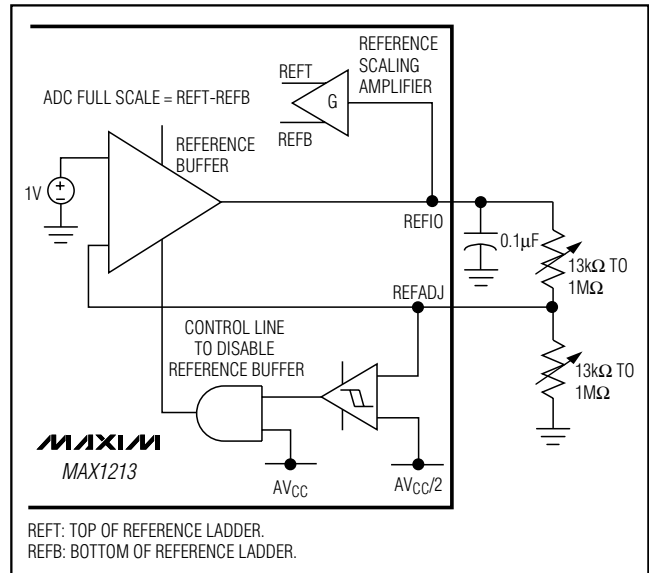 REFERENCE
SCALING
AMPLIFIER
REFT
G
REFB
ADC FULL SCALE = REFT-REFB
REFERENCE
BUFFER
1V
REFIO
0.1µF
13kΩ TO
1MΩ
REFADJ
CONTROL LINE
TO DISABLE
REFERENCE BUFFER
13kΩ TO
1MΩ
MAXIM
MAX1213
AVCC
AVCC/2
REFT: TOP OF REFERENCE LADDER.
REFB: BOTTOM OF REFERENCE LADDER.